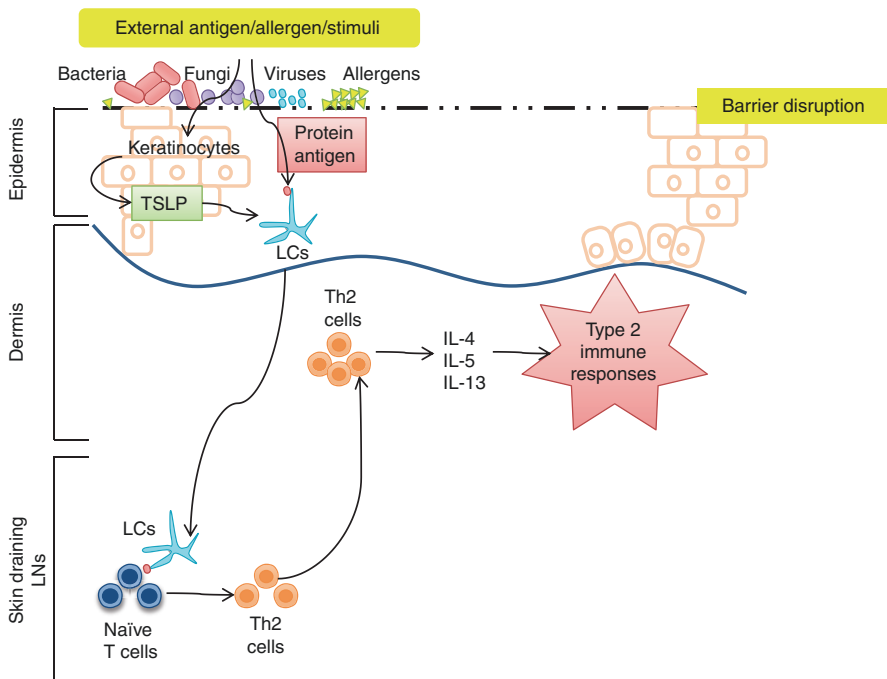 External antigen/allergen/stimuli
Bacteria
Fungi
Viruses
Allergens
Barrier disruption
Epidermis
Keratinocytes
Protein
antigen
TSLP
LCs
Dermis
Th2
cells
IL-4
IL-5
IL-13
Type 2
immune
responses
Skin draining
LNs
LCs
Naïve
T cells
Th2
cells